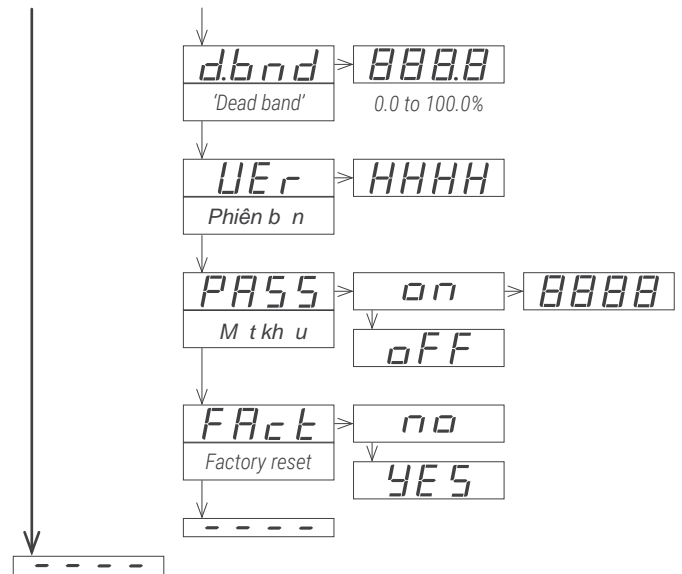 d.bnd 888.8
'Dead band' 0.0 to 100.0%
VEr HHHH
Phiên b n
PASS on 8888
M t kh u
oFF
FAct no
Factory reset
YES
- - - -
- - - -